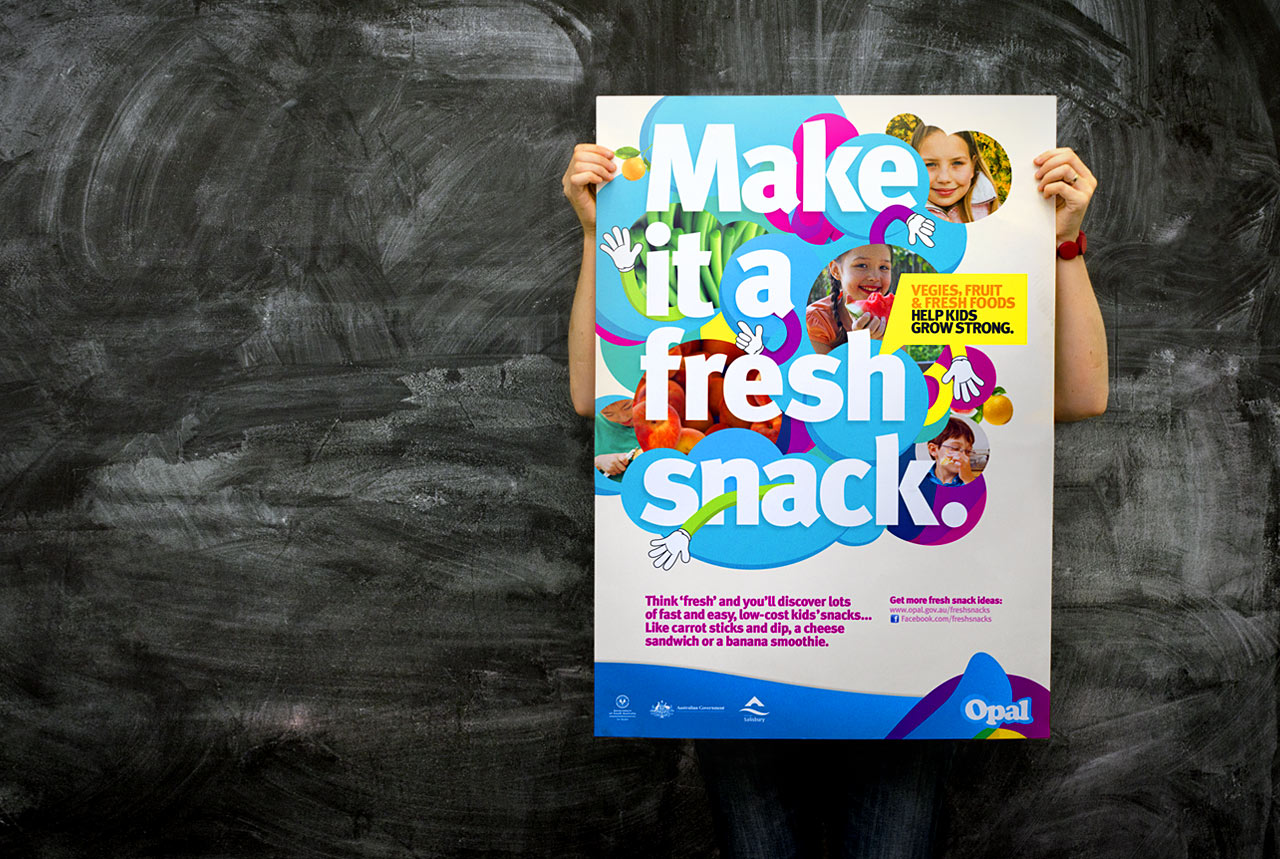 Make
it a
fresh
snack.
VEGIES, FRUIT
& FRESH FOODS
HELP KIDS
GROW STRONG.
Think ‘fresh’ and you’ll discover lots
of fast and easy, low-cost kids’ snacks...
Like carrot sticks and dip, a cheese
sandwich or a banana smoothie.
Get more fresh snack ideas:
www.opal.gov.au/freshsnacks
f Facebook.com/freshsnacks
Australian Government
Salisbury
Opal